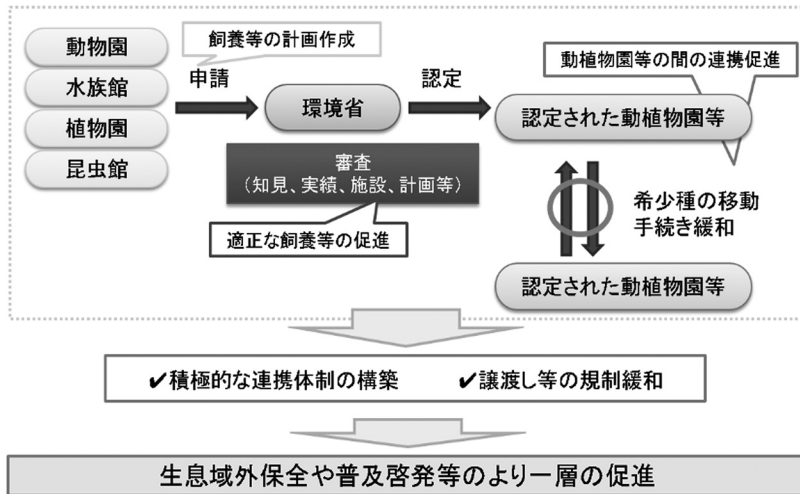 動物園
水族館
植物園
昆虫館
飼養等の計画作成
申請
環境省
認定
審査
（知見、実績、施設、計画等）
適正な飼養等の促進
動植物園等の間の連携促進
認定された動植物園等
希少種の移動
手続き緩和
認定された動植物園等
✔積極的な連携体制の構築
✔譲渡し等の規制緩和
生息域外保全や普及啓発等のより一層の促進